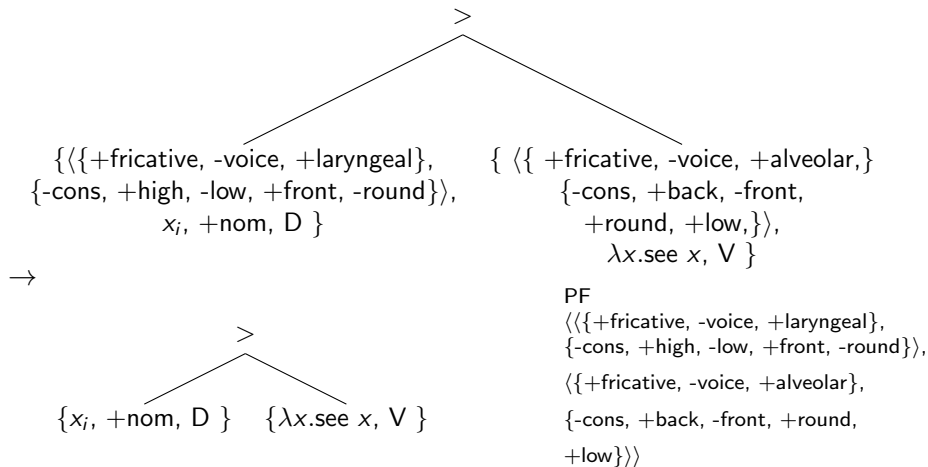 >
{⟨{+fricative, -voice, +laryngeal},
{-cons, +high, -low, +front, -round}⟩,
x_i, +nom, D }
{ ⟨{ +fricative, -voice, +alveolar,}
{-cons, +back, -front,
+round, +low,}⟩,
λx.see x, V }
→
>
{x_i, +nom, D } {λx.see x, V }
PF
⟨⟨{+fricative, -voice, +laryngeal},
{-cons, +high, -low, +front, -round}⟩,
⟨{+fricative, -voice, +alveolar},
{-cons, +back, -front, +round,
+low}⟩⟩